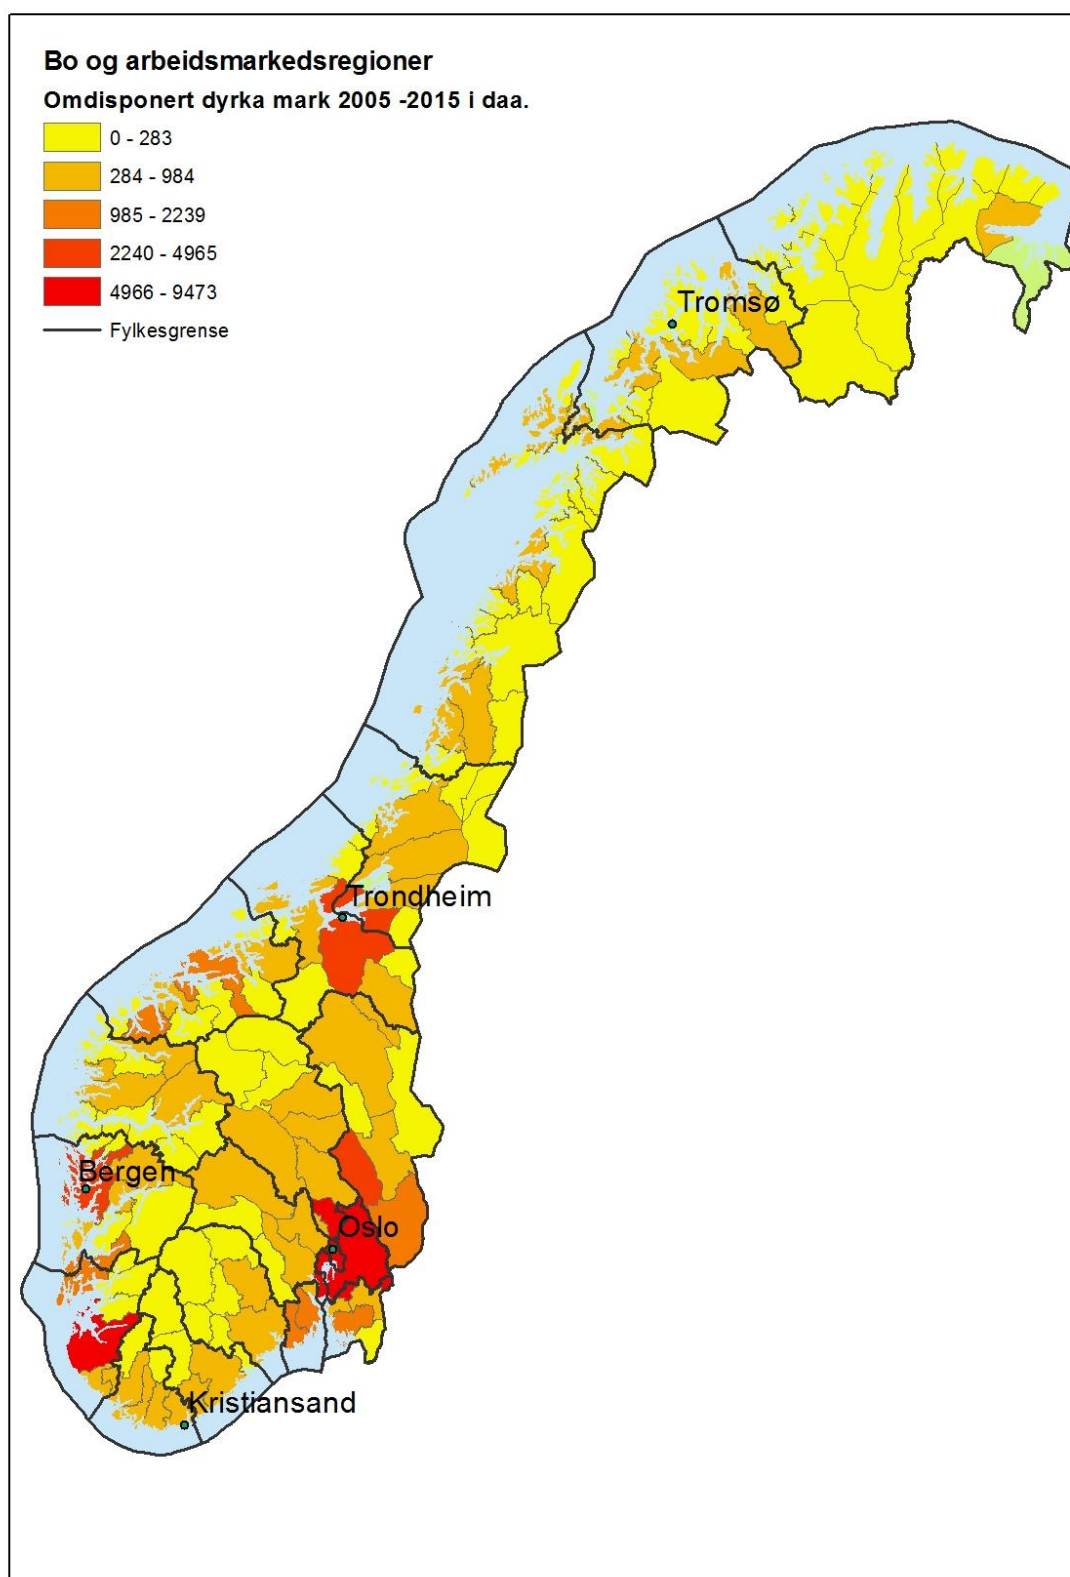 Bo og arbeidsmarkedsregioner
Omdisponert dyrka mark 2005 -2015 i daa.
0 - 283
284 - 984
985 - 2239
2240 - 4965
4966 - 9473
Fylkesgrense
Tromsø
Trondheim
Bergen
Oslo
Kristiansand